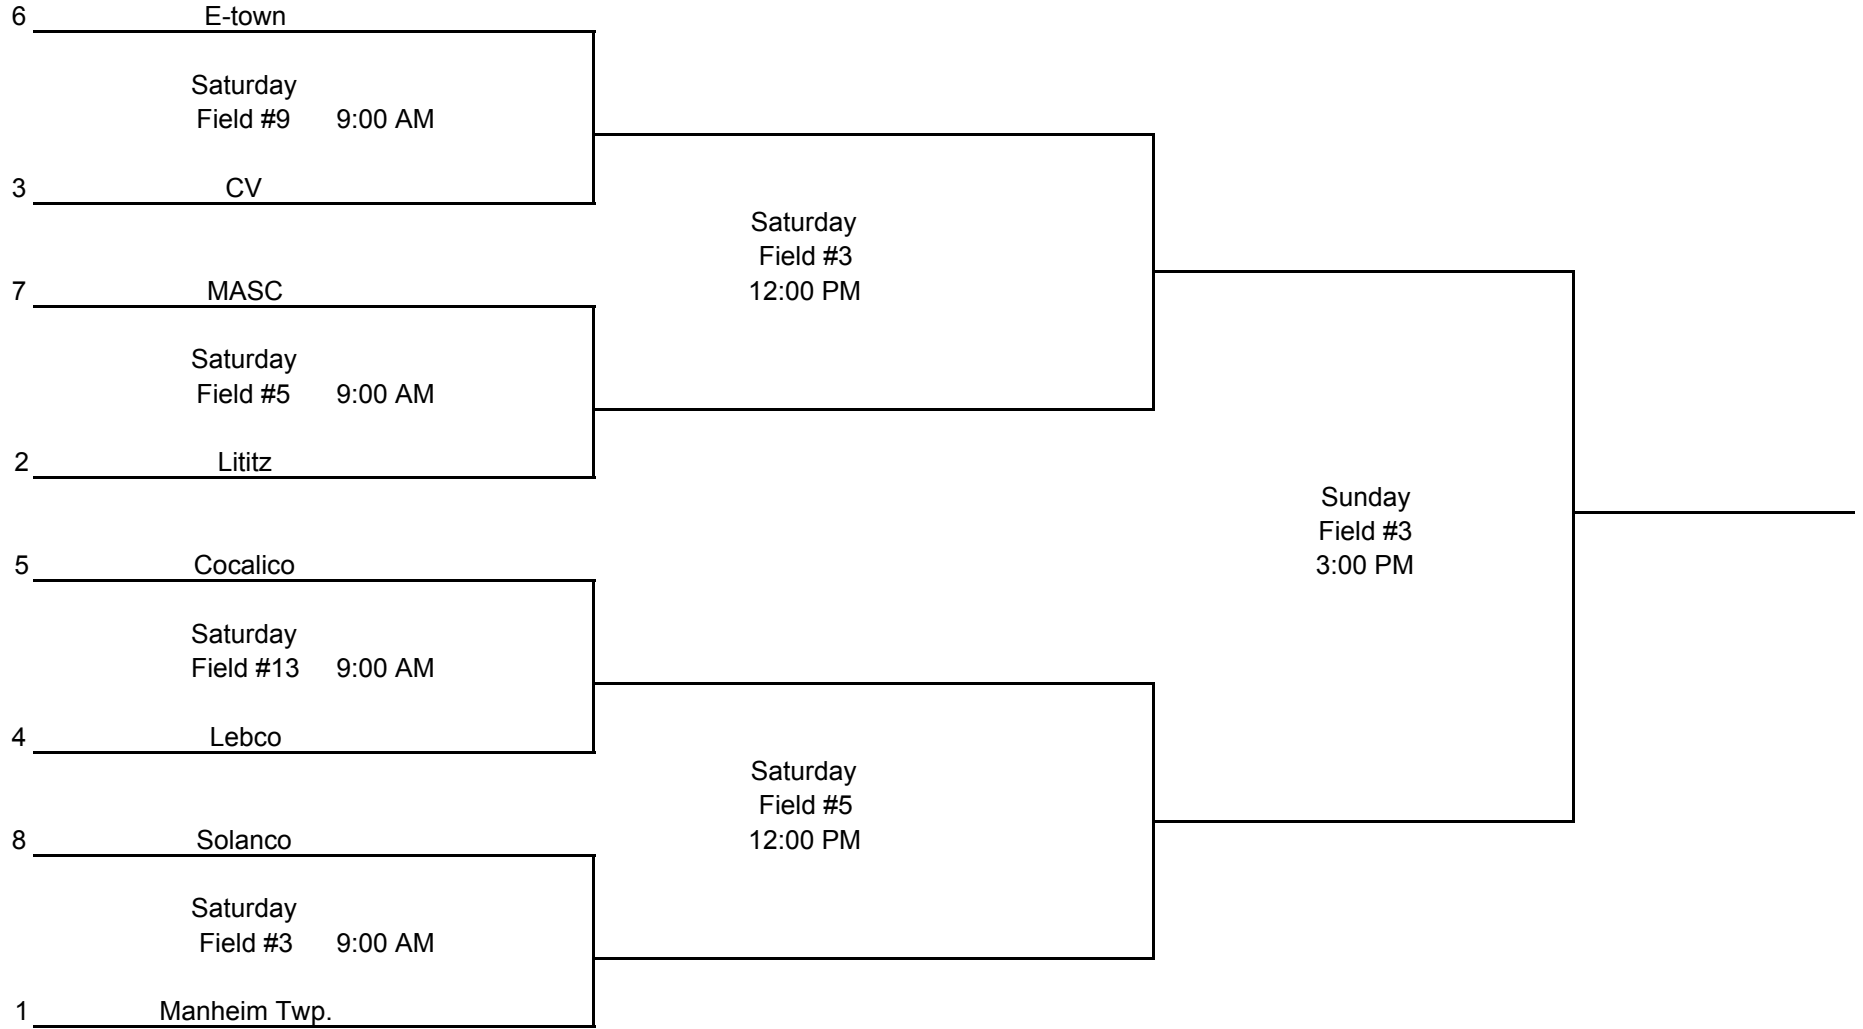 6 E-town
Saturday
Field #9 9:00 AM
3 CV
Saturday
Field #3
12:00 PM
7 MASC
Saturday
Field #5 9:00 AM
2 Lititz
Sunday
Field #3
3:00 PM
5 Cocalico
Saturday
Field #13 9:00 AM
4 Lebco
Saturday
Field #5
12:00 PM
8 Solanco
Saturday
Field #3 9:00 AM
1 Manheim Twp.